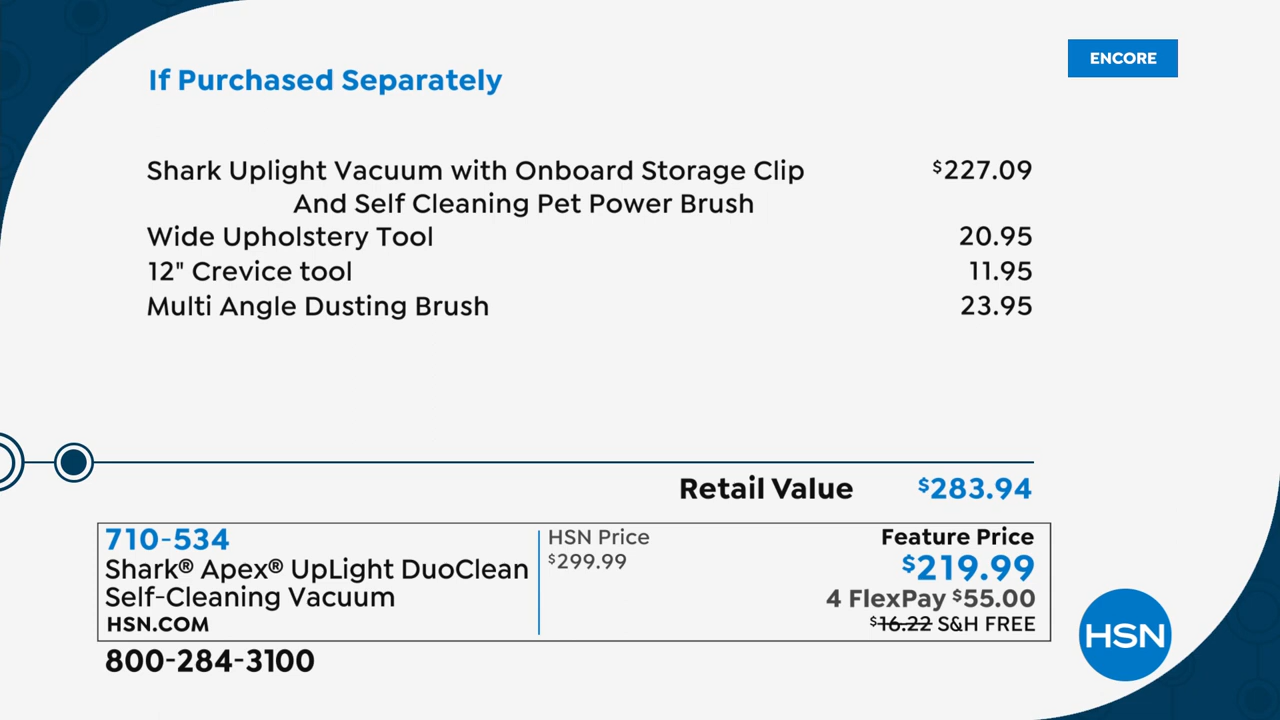 If Purchased Separately
ENCORE
Shark Uplight Vacuum with Onboard Storage Clip $227.09
And Self Cleaning Pet Power Brush
Wide Upholstery Tool 20.95
12" Crevice tool 11.95
Multi Angle Dusting Brush 23.95
Retail Value $283.94
710-534
Shark® Apex® UpLight DuoClean
Self-Cleaning Vacuum
HSN.COM
HSN Price
$299.99
Feature Price
$219.99
4 FlexPay $55.00
$16.22 S&H FREE
800-284-3100
HSN